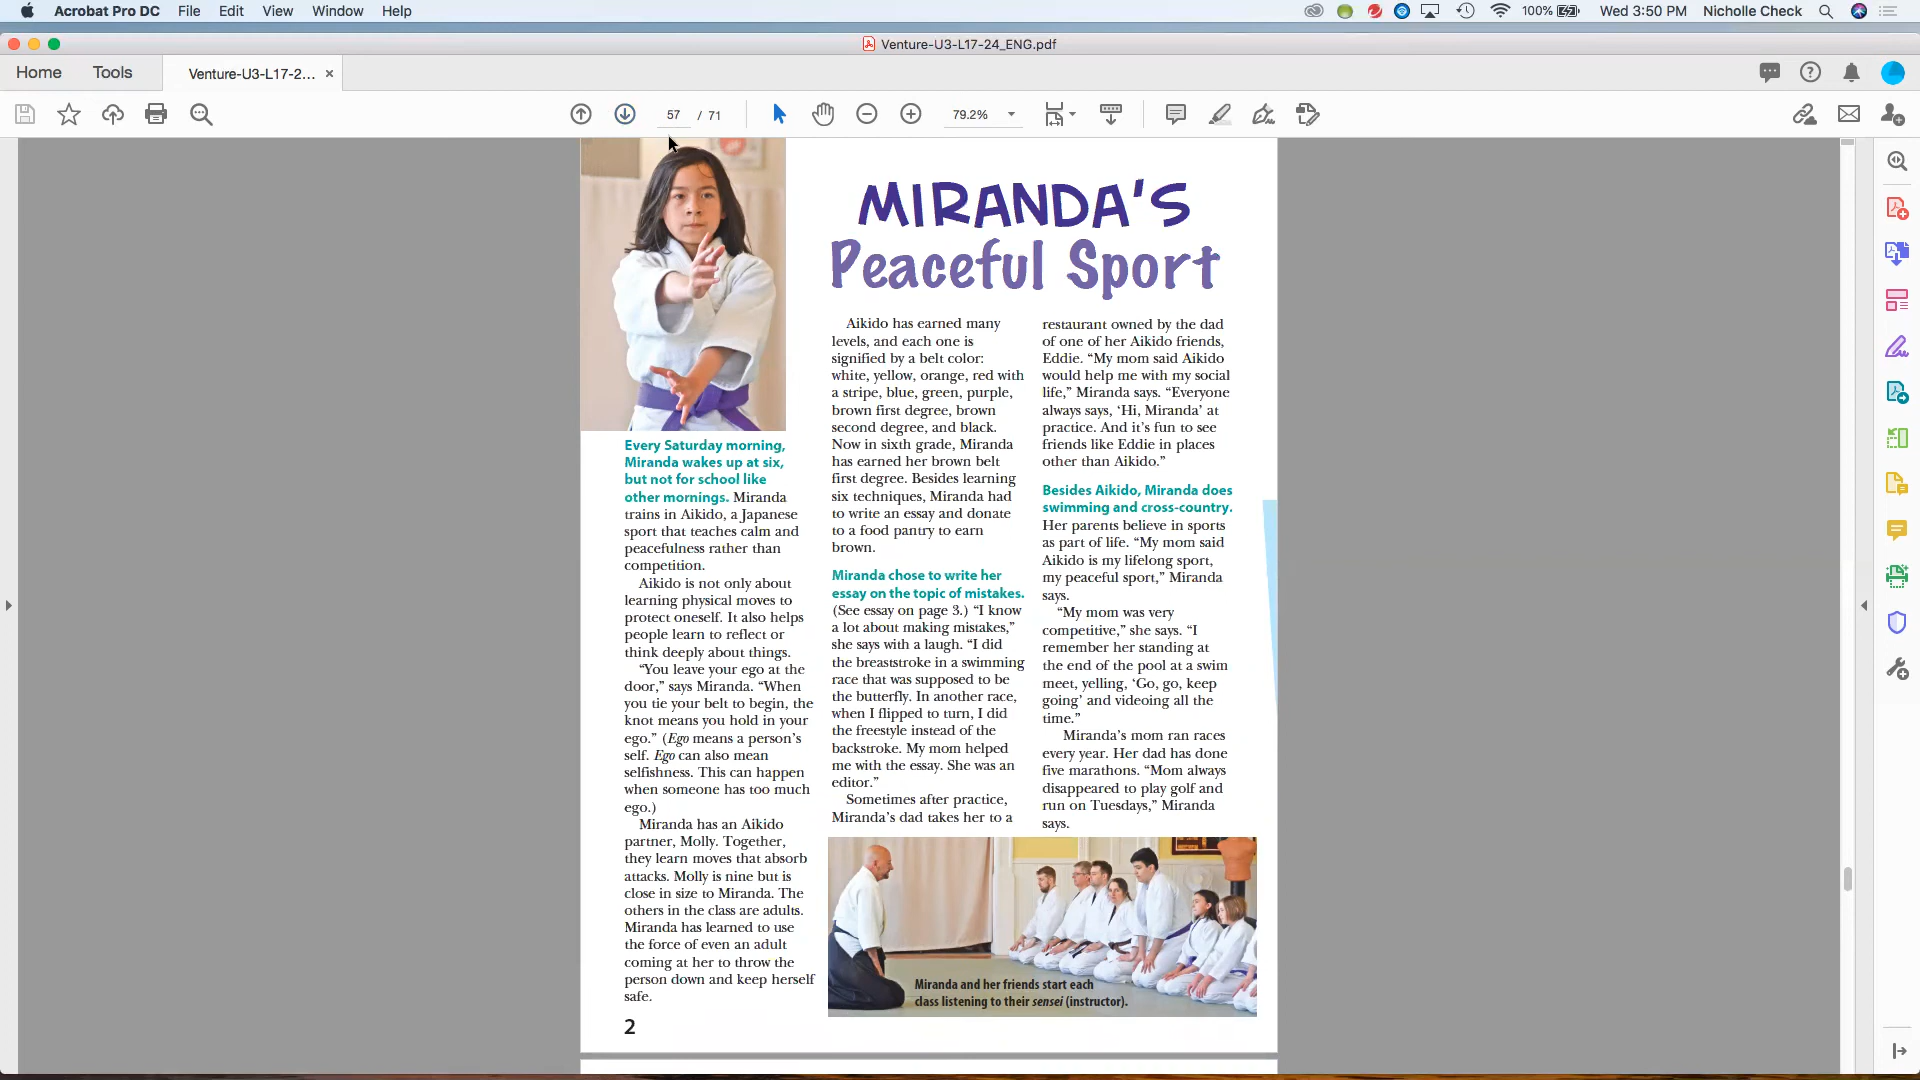 Acrobat Pro DC File Edit View Window Help
100% Wed 3:50 PM Nicholle Check
Venture-U3-L17-24_ENG.pdf
Home Tools Venture-U3-L17-2... ×
57 / 71 79.2%
MIRANDA'S
Peaceful Sport
Every Saturday morning,
Miranda wakes up at six,
but not for school like
other mornings. Miranda
trains in Aikido, a Japanese
sport that teaches calm and
peacefulness rather than
competition.
Aikido is not only about
learning physical moves to
protect oneself. It also helps
people learn to reflect or
think deeply about things.
“You leave your ego at the
door,” says Miranda. “When
you tie your belt to begin, the
knot means you hold in your
ego.” (Ego means a person’s
self. Ego can also mean
selfishness. This can happen
when someone has too much
ego.)
Miranda has an Aikido
partner, Molly. Together,
they learn moves that absorb
attacks. Molly is nine but is
close in size to Miranda. The
others in the class are adults.
Miranda has learned to use
the force of even an adult
coming at her to throw the
person down and keep herself
safe.
Aikido has earned many
levels, and each one is
signified by a belt color:
white, yellow, orange, red with
a stripe, blue, green, purple,
brown first degree, brown
second degree, and black.
Now in sixth grade, Miranda
has earned her brown belt
first degree. Besides learning
six techniques, Miranda had
to write an essay and donate
to a food pantry to earn
brown.
Miranda chose to write her
essay on the topic of mistakes.
(See essay on page 3.) “I know
a lot about making mistakes,”
she says with a laugh. “I did
the breaststroke in a swimming
race that was supposed to be
the butterfly. In another race,
when I flipped to turn, I did
the freestyle instead of the
backstroke. My mom helped
me with the essay. She was an
editor.”
Sometimes after practice,
Miranda’s dad takes her to a
restaurant owned by the dad
of one of her Aikido friends,
Eddie. “My mom said Aikido
would help me with my social
life,” Miranda says. “Everyone
always says, ‘Hi, Miranda’ at
practice. And it’s fun to see
friends like Eddie in places
other than Aikido.”
Besides Aikido, Miranda does
swimming and cross-country.
Her parents believe in sports
as part of life. “My mom said
Aikido is my lifelong sport,
my peaceful sport,” Miranda
says.
“My mom was very
competitive,” she says. “I
remember her standing at
the end of the pool at a swim
meet, yelling, ‘Go, go, keep
going’ and videoing all the
time.”
Miranda’s mom ran races
every year. Her dad has done
five marathons. “Mom always
disappeared to play golf and
run on Tuesdays,” Miranda
says.
Miranda and her friends start each
class listening to their sensei (instructor).
2